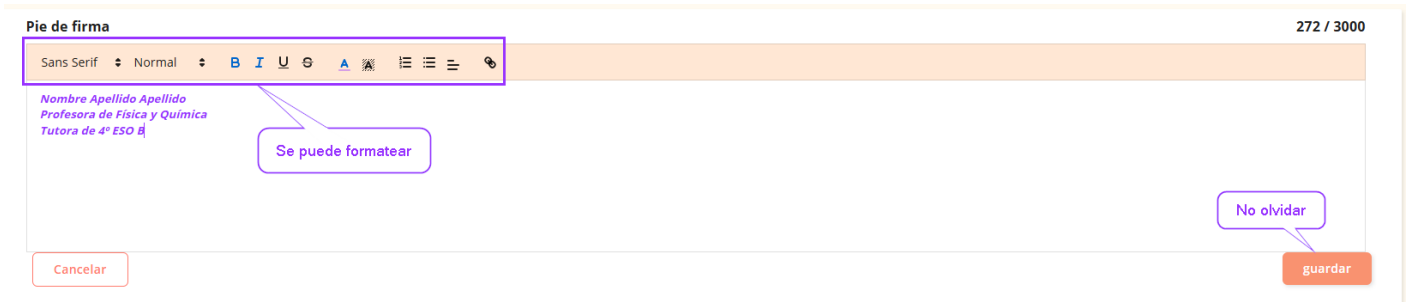 Pie de firma
272 / 3000
Sans Serif Normal B I U S A A
Nombre Apellido Apellido
Profesora de Física y Química
Tutora de 4º ESO B
Se puede formatear
No olvidar
Cancelar
guardar